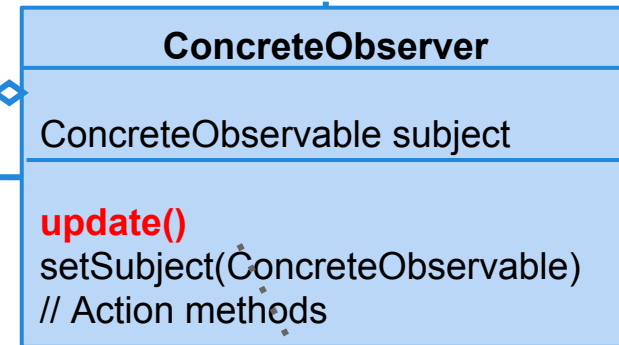 ConcreteObserver
ConcreteObservable subject
update()
setSubject(ConcreteObservable)
// Action methods